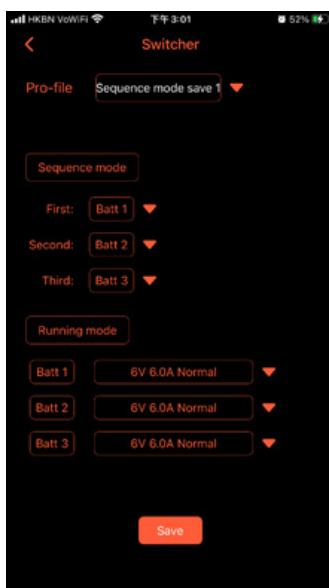 HKBN VoWiFi 下午3:01 52%
Switcher
Pro-file Sequence mode save 1
Sequence mode
First: Batt 1
Second: Batt 2
Third: Batt 3
Running mode
Batt 1 6V 6.0A Normal
Batt 2 6V 6.0A Normal
Batt 3 6V 6.0A Normal
Save